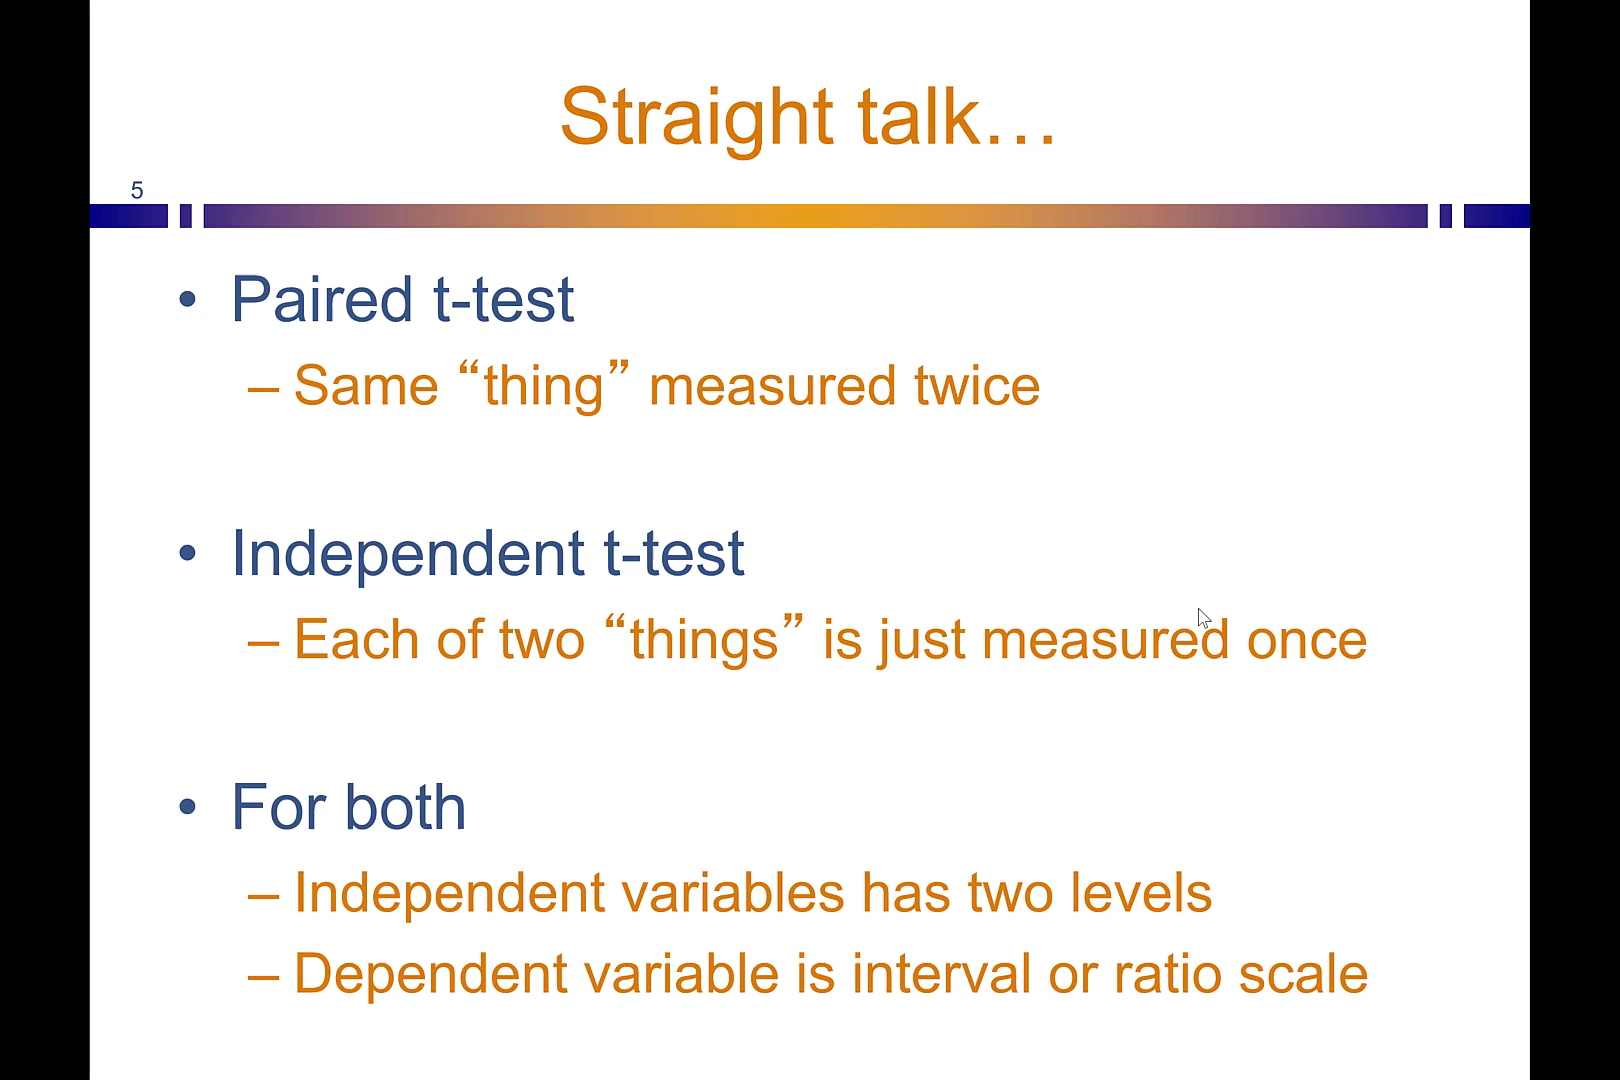 Straight talk…
5
• Paired t-test
– Same “thing” measured twice
• Independent t-test
– Each of two “things” is just measured once
• For both
– Independent variables has two levels
– Dependent variable is interval or ratio scale